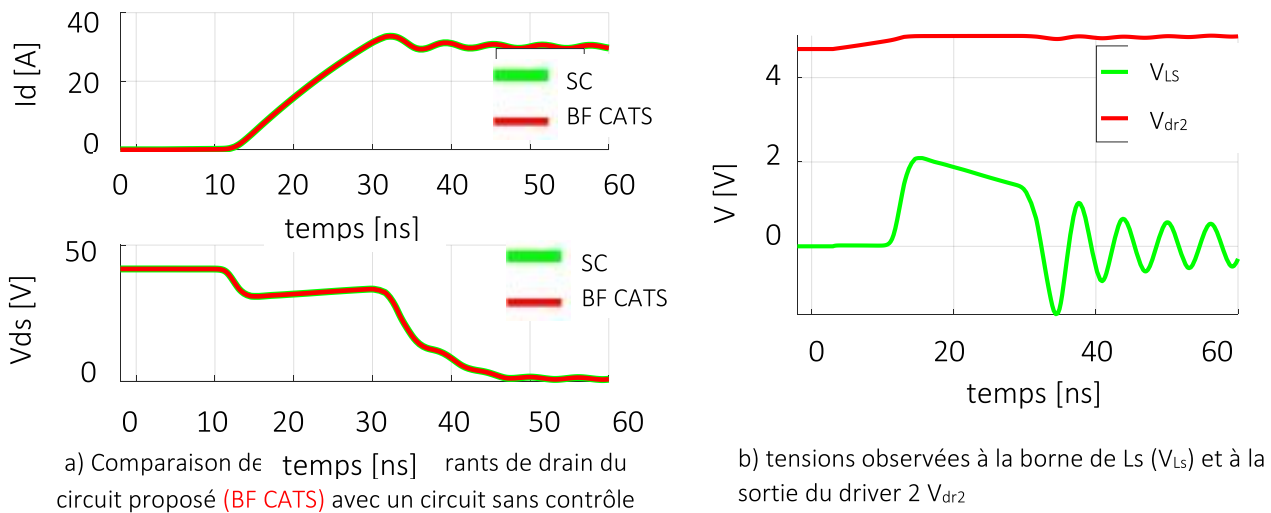 40
20
0
Id [A]
SC
BF CATS
0 10 20 30 40 50 60
temps [ns]
50
0
Vds [V]
SC
BF CATS
0 10 20 30 40 50 60
temps [ns]
a) Comparaison de rants de drain du
circuit proposé (BF CATS) avec un circuit sans contrôle
4
2
0
V [V]
VLS
Vdr2
0 20 40 60
temps [ns]
b) tensions observées à la borne de Ls (VLs) et à la
sortie du driver 2 Vdr2